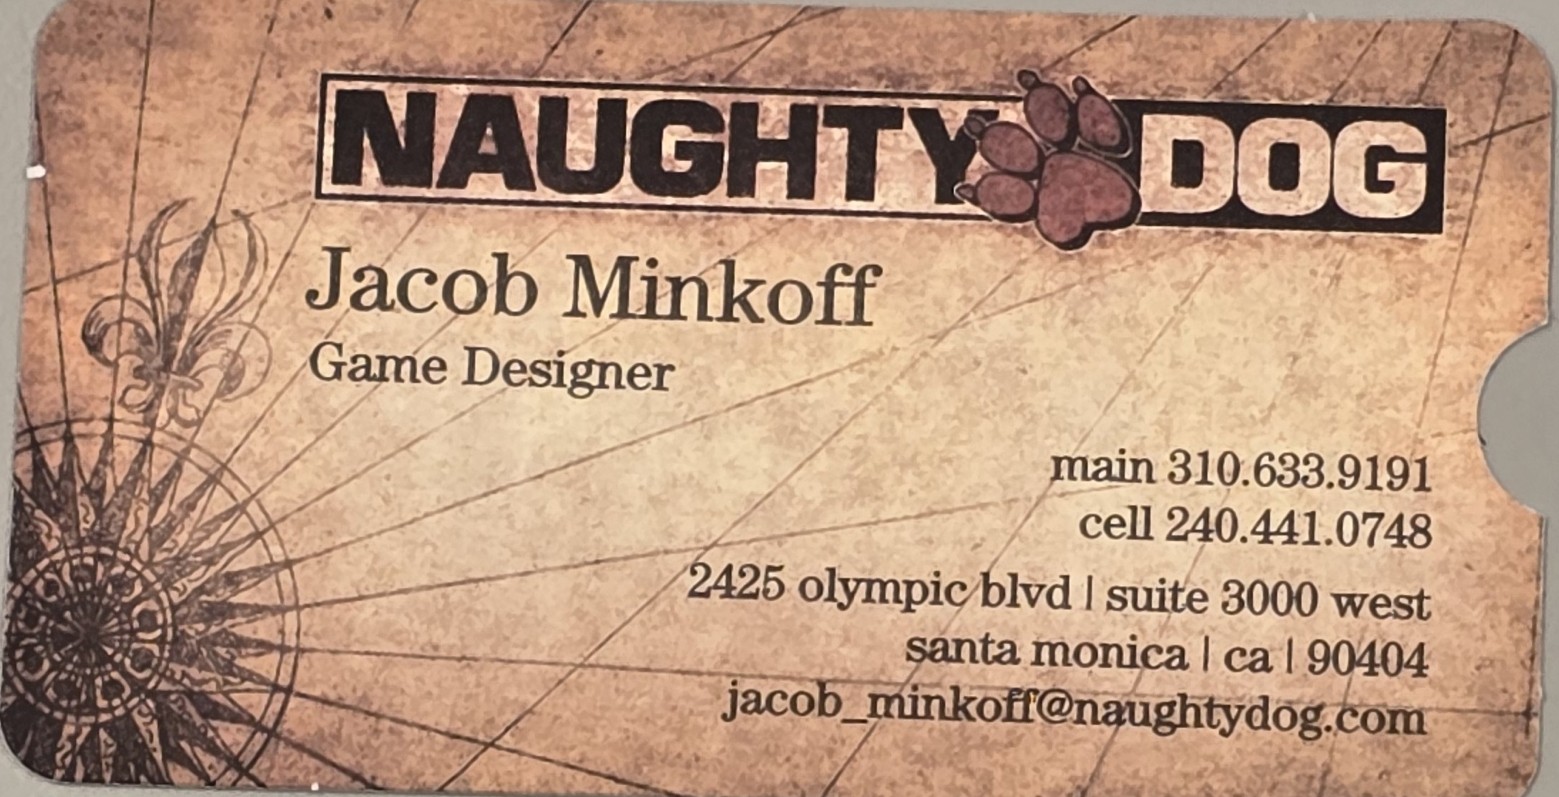 NAUGHTY DOG
Jacob Minkoff
Game Designer
main 310.633.9191
cell 240.441.0748
2425 olympic blvd | suite 3000 west
santa monica | ca | 90404
jacob_minkoff@naughtydog.com